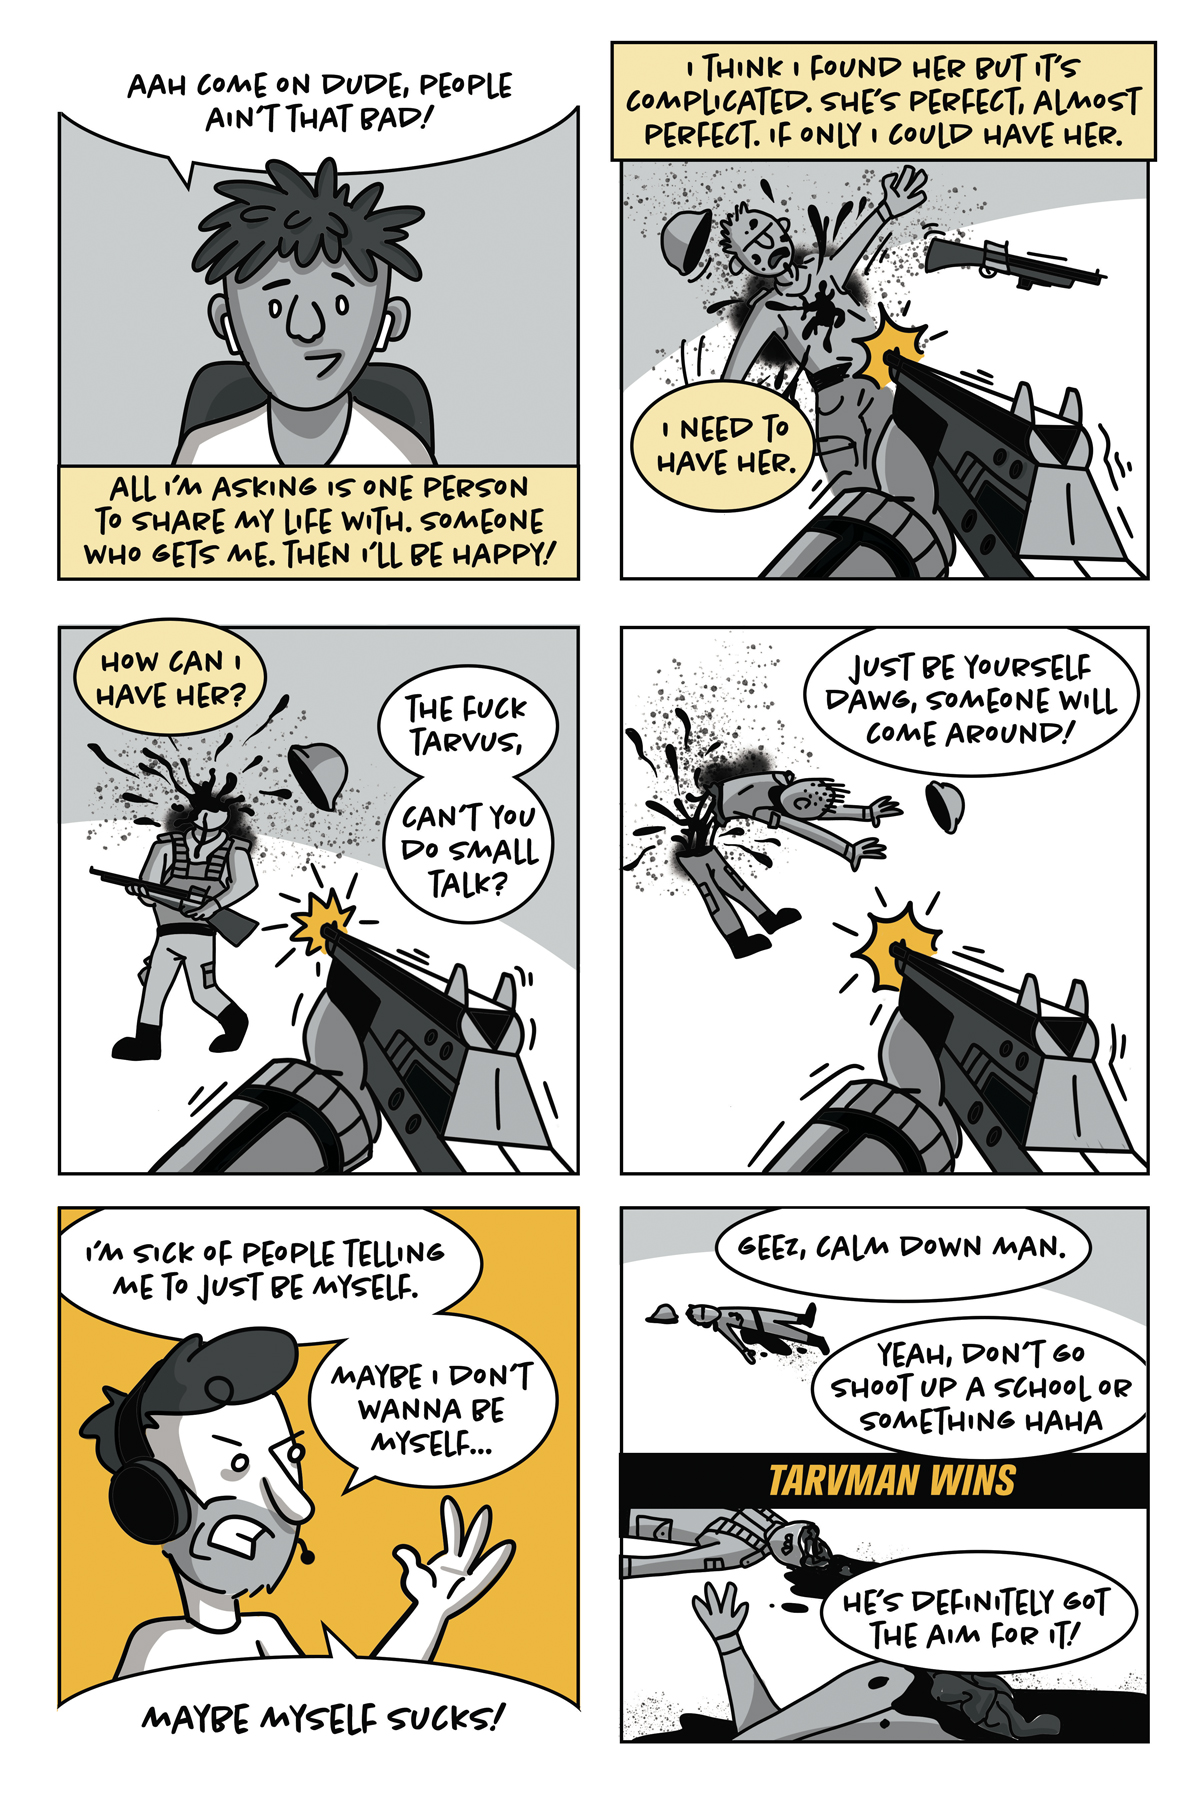 AAH COME ON DUDE, PEOPLE
AIN'T THAT BAD!
ALL I'M ASKING IS ONE PERSON
TO SHARE MY LIFE WITH. SOMEONE
WHO GETS ME. THEN I'LL BE HAPPY!
I THINK I FOUND HER BUT IT'S
COMPLICATED. SHE'S PERFECT, ALMOST
PERFECT. IF ONLY I COULD HAVE HER.
I NEED TO
HAVE HER.
HOW CAN I
HAVE HER?
THE FUCK
TARVUS,
CAN'T YOU
DO SMALL
TALK?
JUST BE YOURSELF
DAWG, SOMEONE WILL
COME AROUND!
I'M SICK OF PEOPLE TELLING
ME TO JUST BE MYSELF.
MAYBE I DON'T
WANNA BE
MYSELF...
MAYBE MYSELF SUCKS!
GEEZ, CALM DOWN MAN.
YEAH, DON'T GO
SHOOT UP A SCHOOL OR
SOMETHING HAHA
TARVMAN WINS
HE'S DEFINITELY GOT
THE AIM FOR IT!